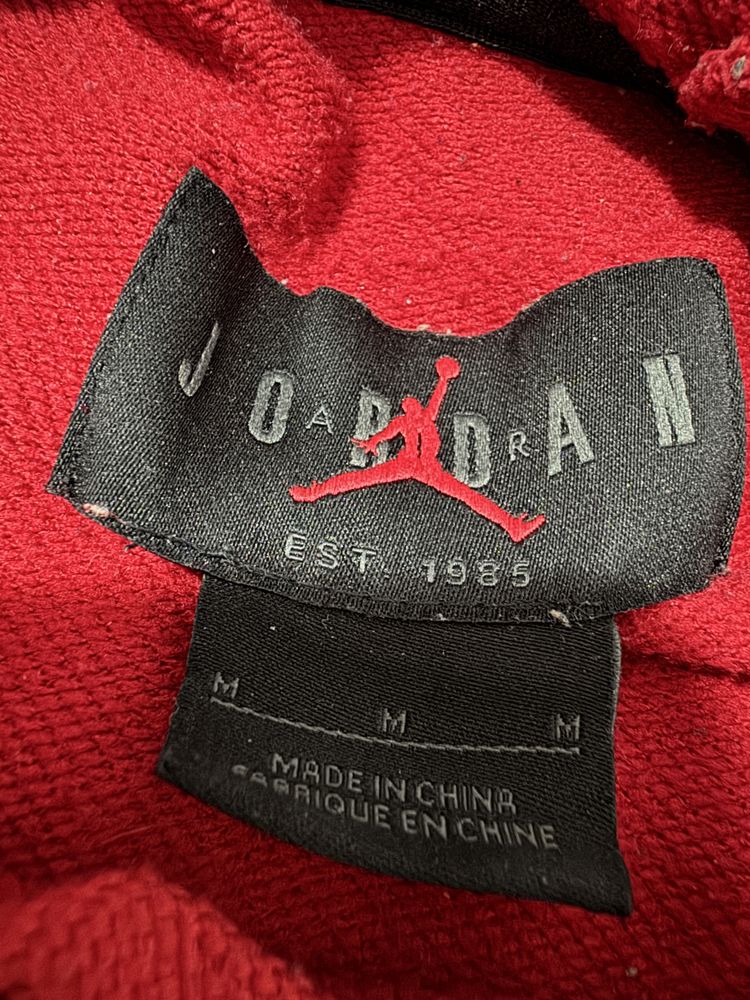 JORDAN
AIR
EST. 1985
M M M
MADE IN CHINA
FABRIQUE EN CHINE